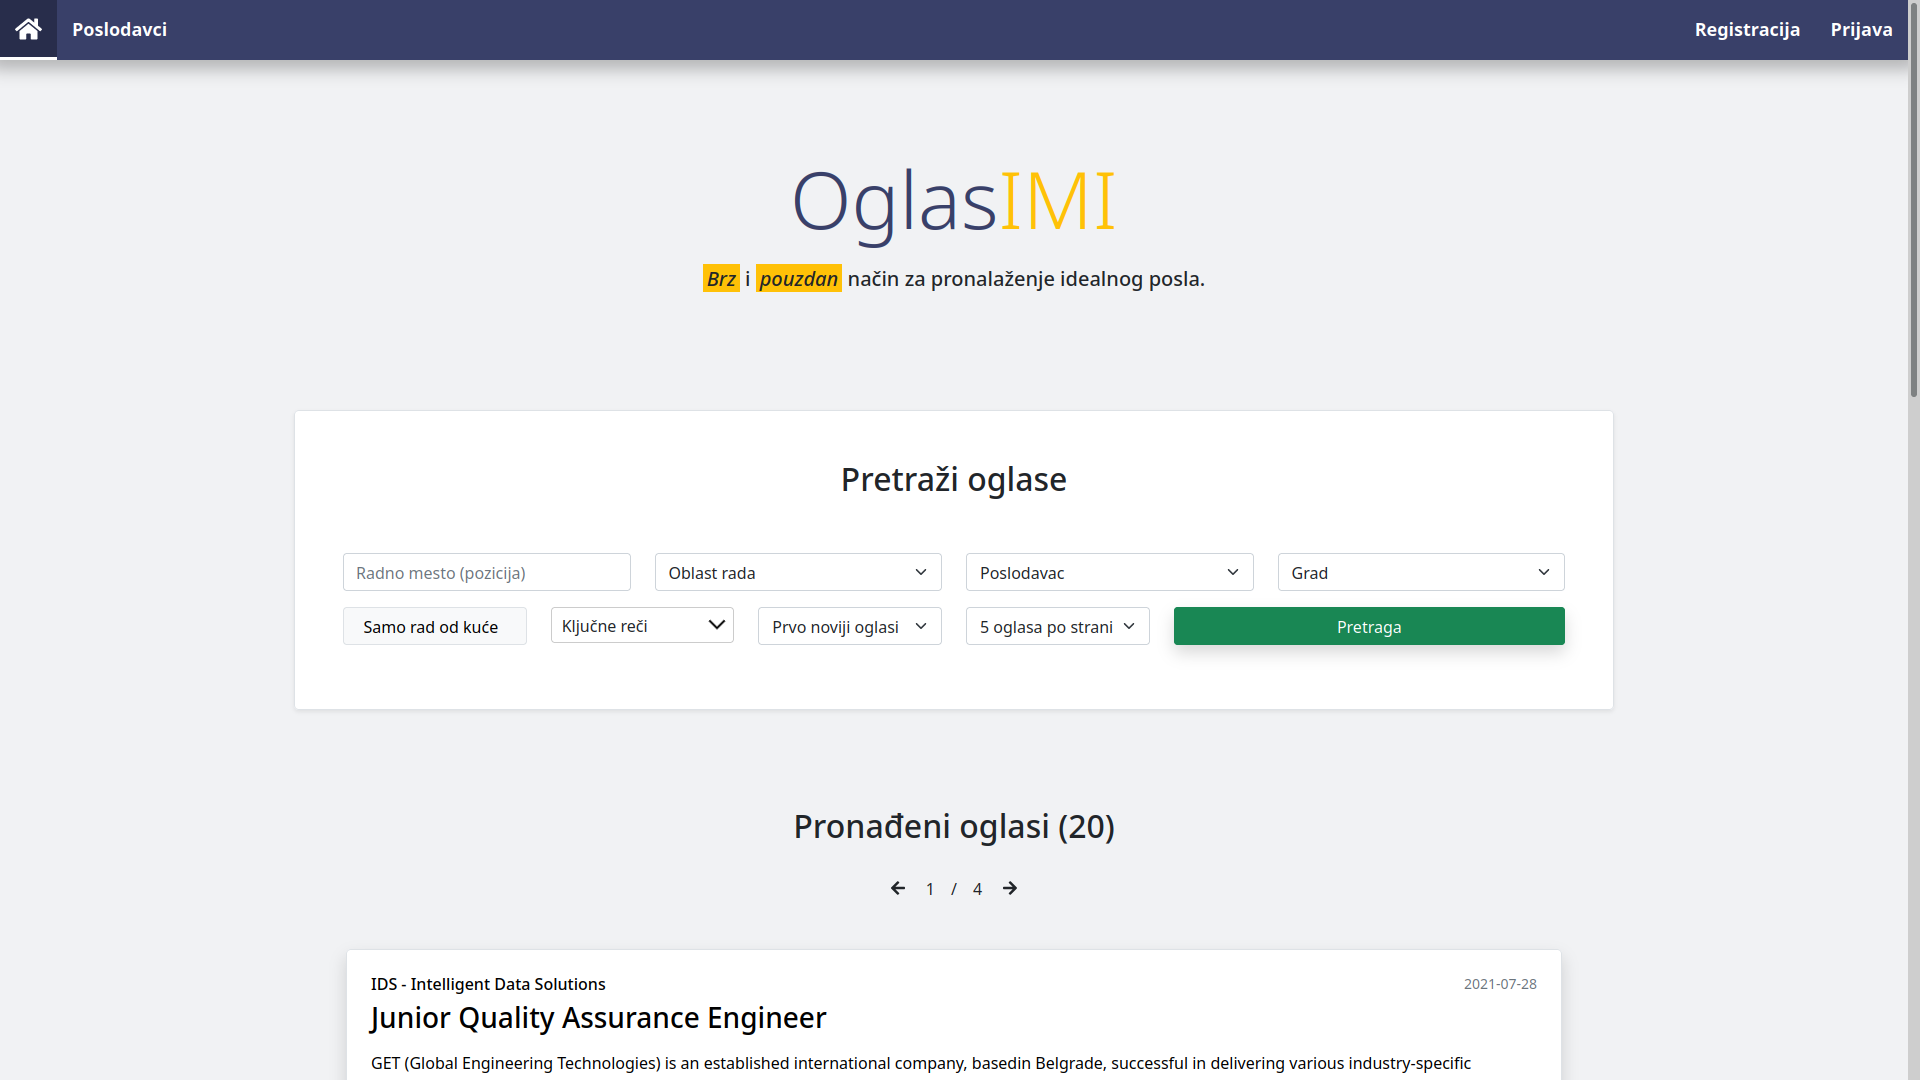 Poslodavci
Registracija
Prijava
OglasIMI
Brz i pouzdan način za pronalaženje idealnog posla.
Pretraži oglase
Radno mesto (pozicija)
Oblast rada
Poslodavac
Grad
Samo rad od kuće
Ključne reči
Prvo noviji oglasi
5 oglasa po strani
Pretraga
Pronađeni oglasi (20)
1 / 4
IDS - Intelligent Data Solutions
2021-07-28
Junior Quality Assurance Engineer
GET (Global Engineering Technologies) is an established international company, basedin Belgrade, successful in delivering various industry-specific